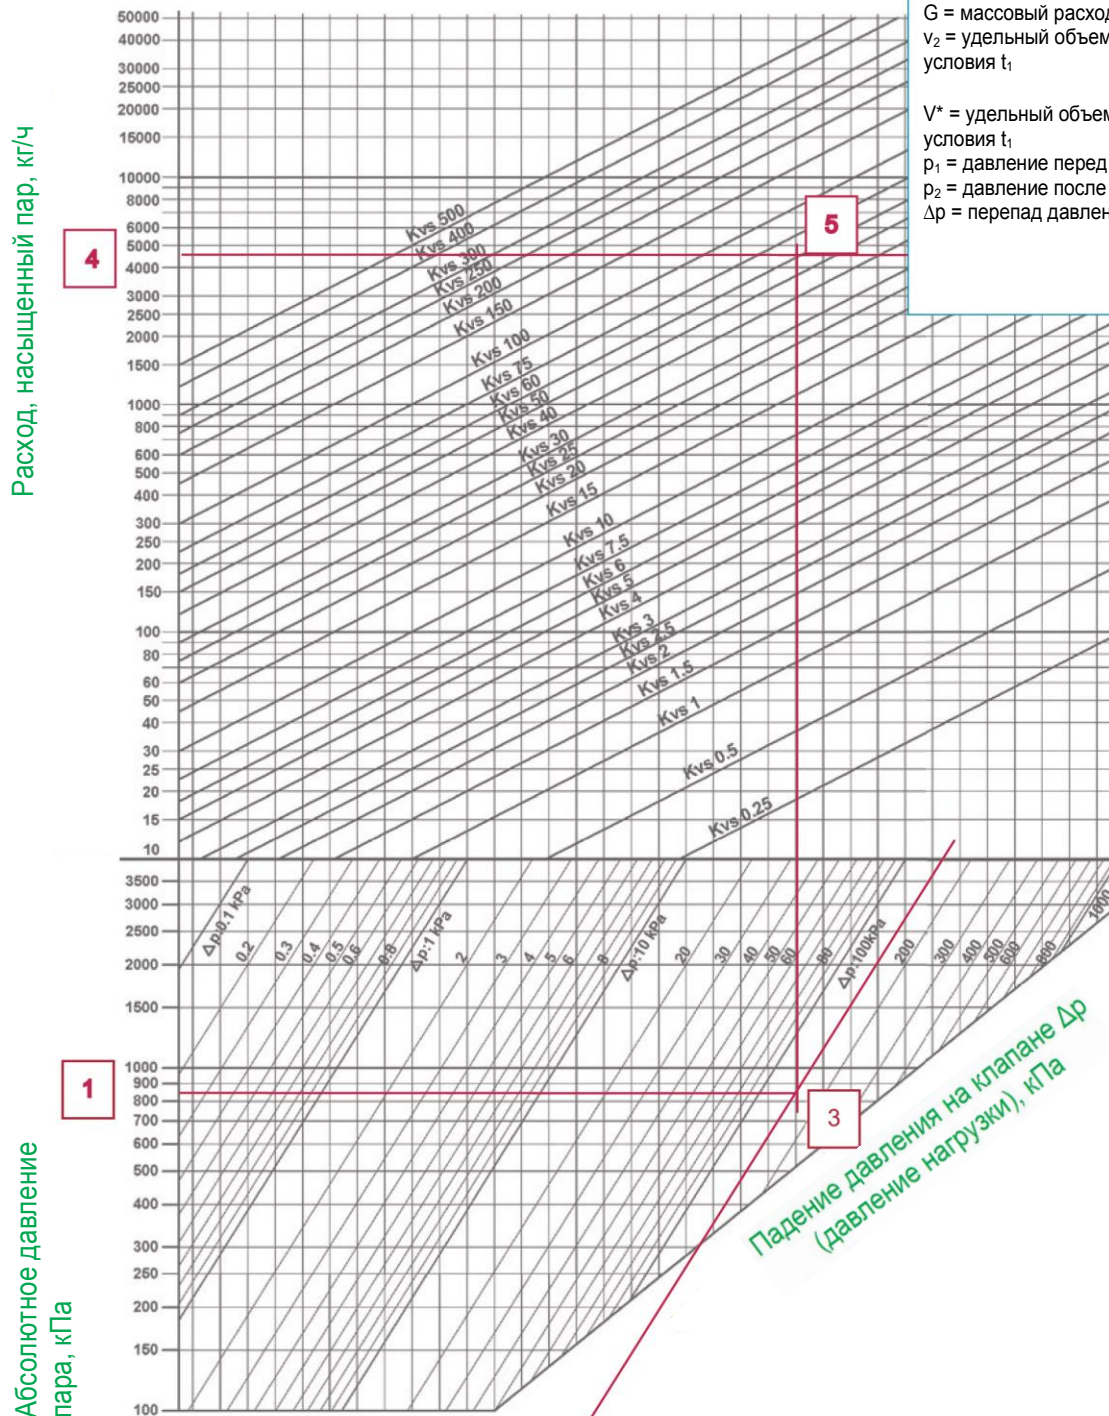 G = массовый расход
v₂ = удельный объем
условия t₁
V* = удельный объем
условия t₁
p₁ = давление перед
p₂ = давление после
Δp = перепад давлен
Расход, насыщенный пар, кг/ч
50000
40000
30000
25000
20000
15000
10000
8000
6000
5000
4000
3000
2500
2000
1500
1000
800
600
500
400
300
250
200
150
100
80
60
50
40
30
25
20
15
10
4
5
Kvs 500
Kvs 400
Kvs 300
Kvs 250
Kvs 200
Kvs 150
Kvs 100
Kvs 75
Kvs 60
Kvs 50
Kvs 40
Kvs 30
Kvs 25
Kvs 20
Kvs 15
Kvs 10
Kvs 7.5
Kvs 6
Kvs 5
Kvs 4
Kvs 3
Kvs 2.5
Kvs 2
Kvs 1.5
Kvs 1
Kvs 0.5
Kvs 0.25
Абсолютное давление
пара, кПа
3500
3000
2500
2000
1500
1000
900
800
700
600
500
400
300
250
200
150
100
1
3
Δp:0.1 kPa
0.2
0.3
0.4
0.5
0.6
0.8
Δp:1 kPa
2
3
4
5
6
8
Δp:10 kPa
20
30
40
50
60
80
Δp:100kPa
200
300
400
500
600
800
1000
Падение давления на клапане Δp
(давление нагрузки), кПа